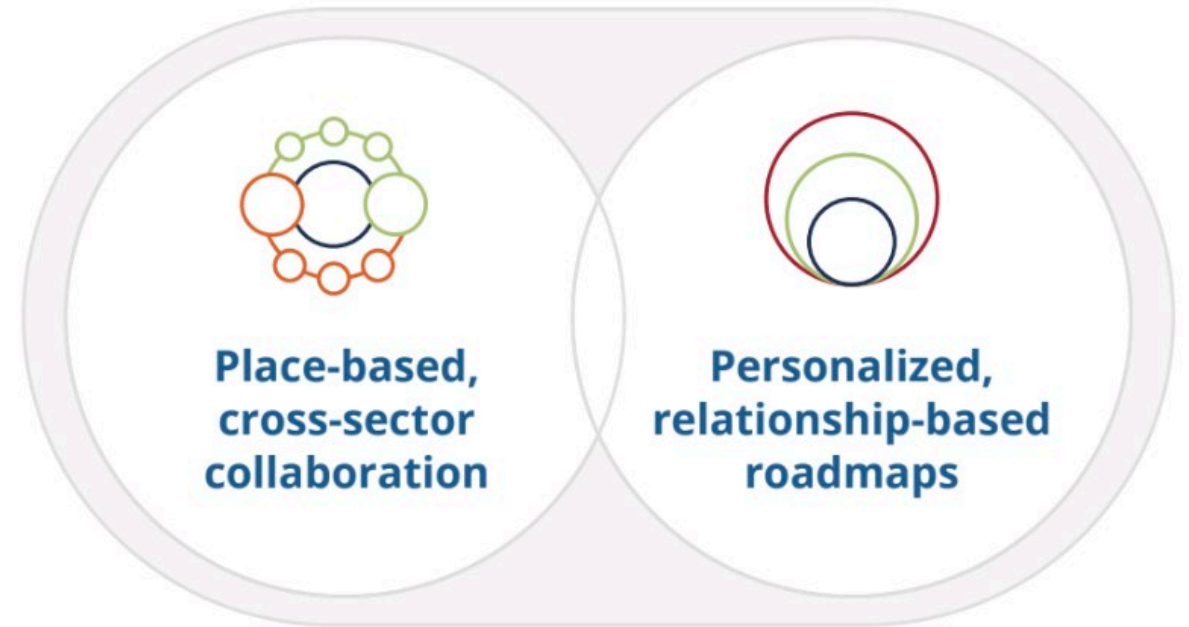 Place-based,
cross-sector
collaboration
Personalized,
relationship-based
roadmaps